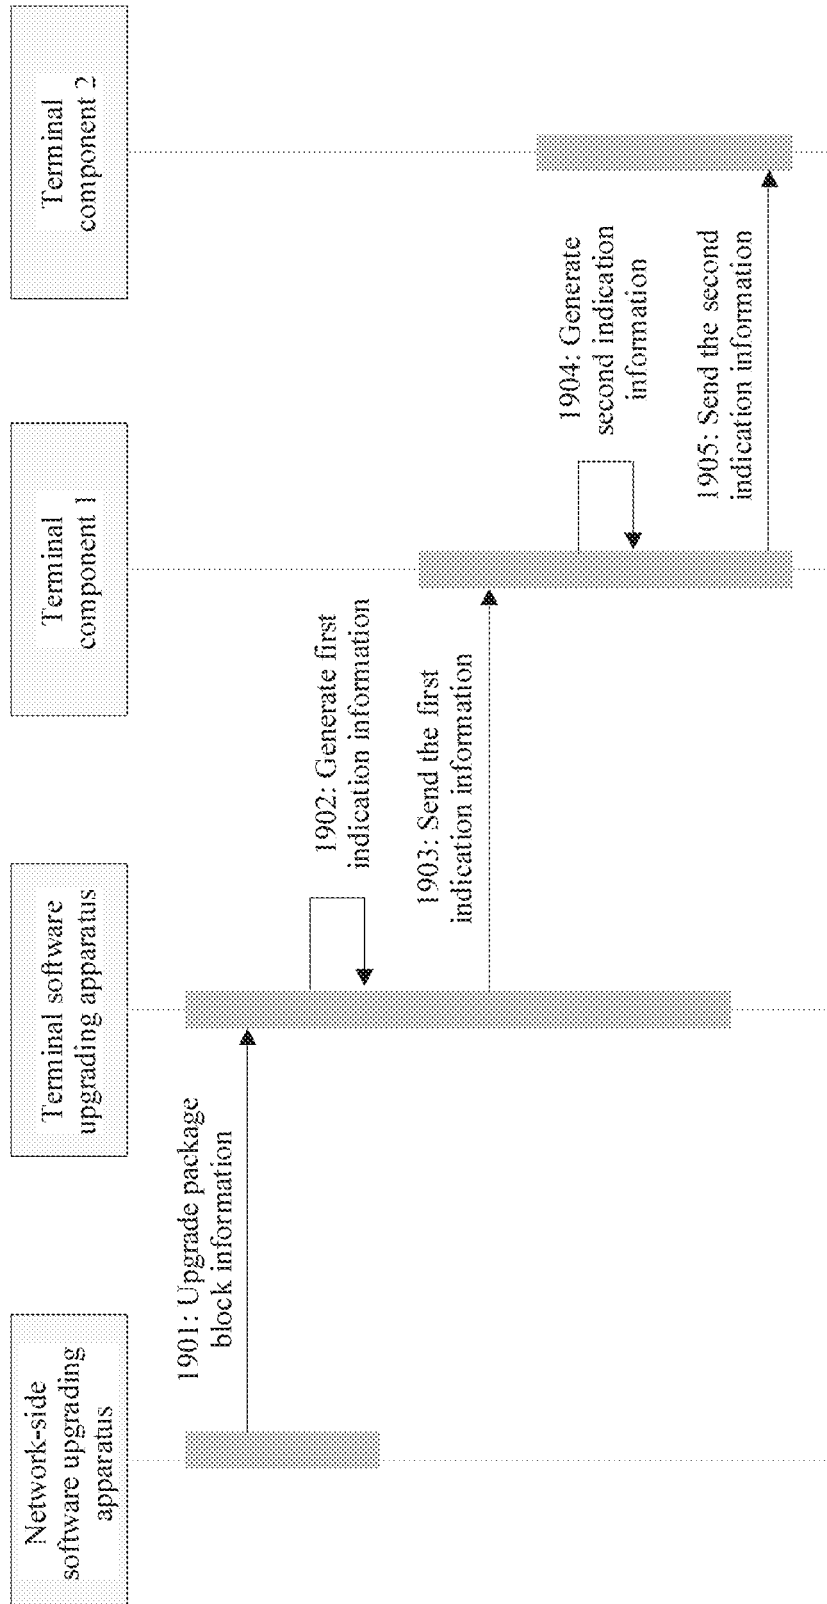 Network-side
software upgrading
apparatus
Terminal software
upgrading apparatus
Terminal
component 1
Terminal
component 2
1901: Upgrade package
block information
1902: Generate first
indication information
1903: Send the first
indication information
1904: Generate
second indication
information
1905: Send the second
indication information